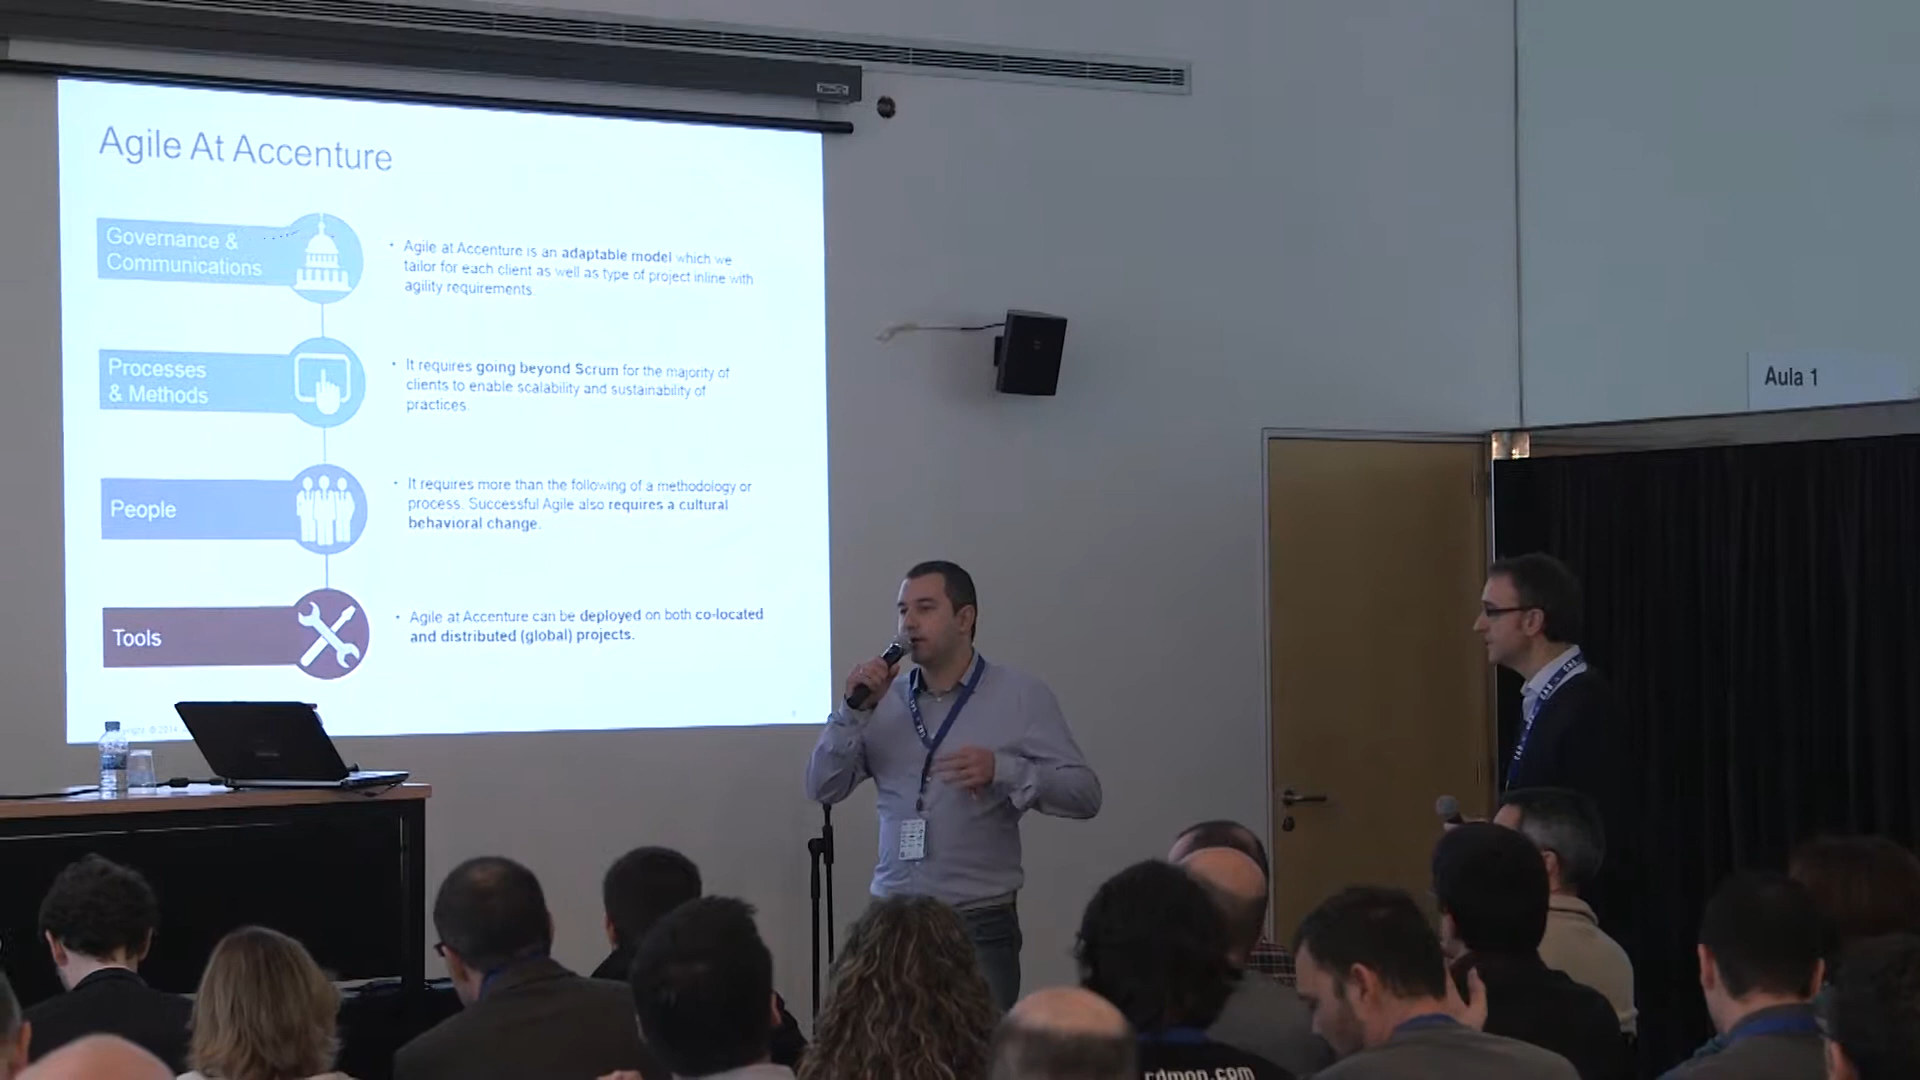 Agile At Accenture
Governance &
Communications
• Agile at Accenture is an adaptable model which we
tailor for each client as well as type of project inline with
agility requirements.
Processes
& Methods
• It requires going beyond Scrum for the majority of
clients to enable scalability and sustainability of
practices.
People
• It requires more than the following of a methodology or
process. Successful Agile also requires a cultural
behavioral change.
Tools
• Agile at Accenture can be deployed on both co-located
and distributed (global) projects.
© 2014
Aula 1
CAS
cdmon.com